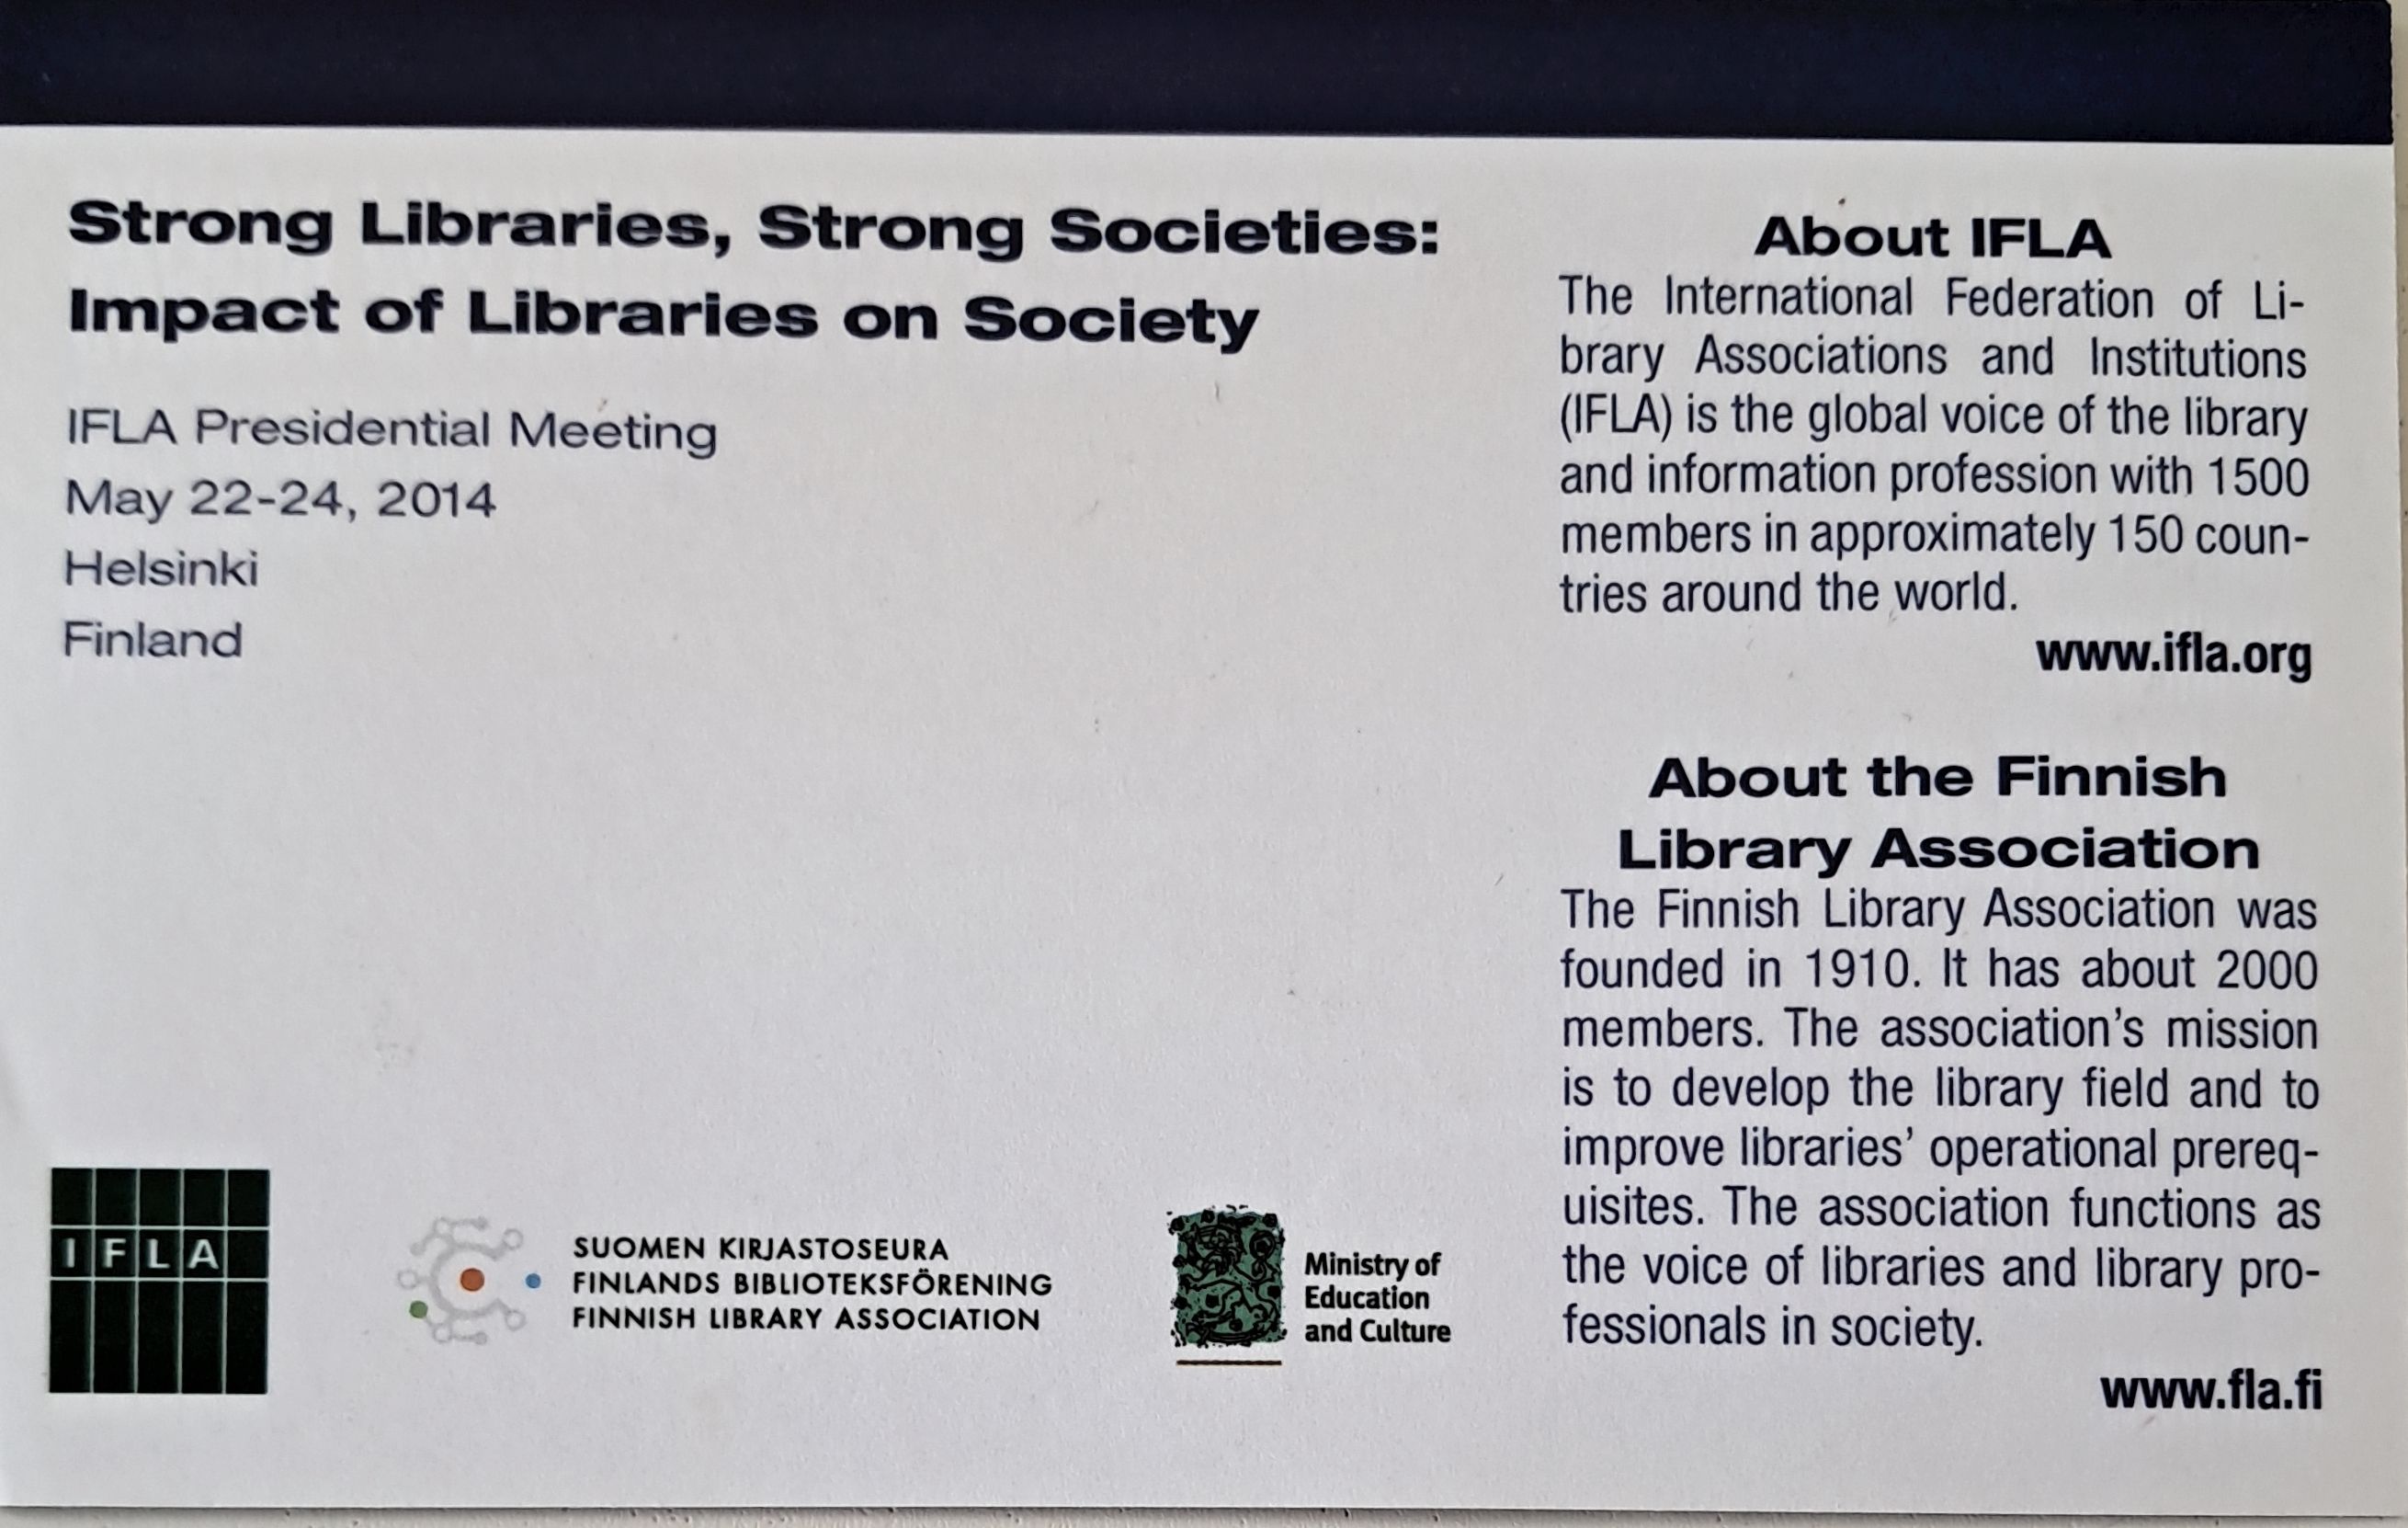 Strong Libraries, Strong Societies:
Impact of Libraries on Society
IFLA Presidential Meeting
May 22-24, 2014
Helsinki
Finland
About IFLA
The International Federation of Li-
brary Associations and Institutions
(IFLA) is the global voice of the library
and information profession with 1500
members in approximately 150 coun-
tries around the world.
www.ifla.org
About the Finnish
Library Association
The Finnish Library Association was
founded in 1910. It has about 2000
members. The association’s mission
is to develop the library field and to
improve libraries’ operational prereq-
uisites. The association functions as
the voice of libraries and library pro-
fessionals in society.
www.fla.fi
IFLA
SUOMEN KIRJASTOSEURA
FINLANDS BIBLIOTEKSFÖRENING
FINNISH LIBRARY ASSOCIATION
Ministry of
Education
and Culture